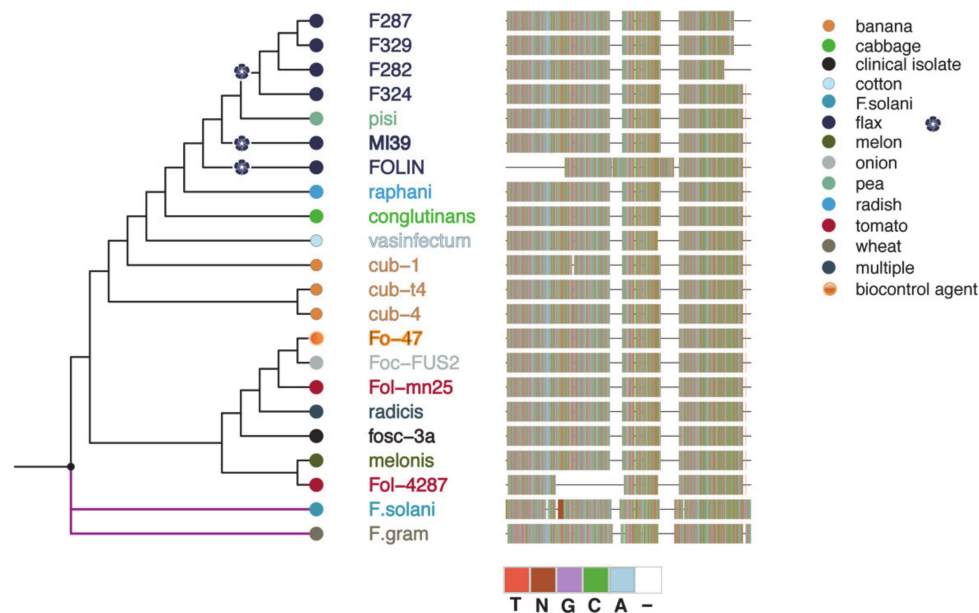 F287
F329
F282
F324
pisi
MI39
FOLIN
raphani
conglutinans
vasinfectum
cub-1
cub-t4
cub-4
Fo-47
Foc-FUS2
Fol-mn25
radicis
fosc-3a
melonis
Fol-4287
F.solani
F.gram
banana
cabbage
clinical isolate
cotton
F.solani
flax
melon
onion
pea
radish
tomato
wheat
multiple
biocontrol agent
T N G C A -